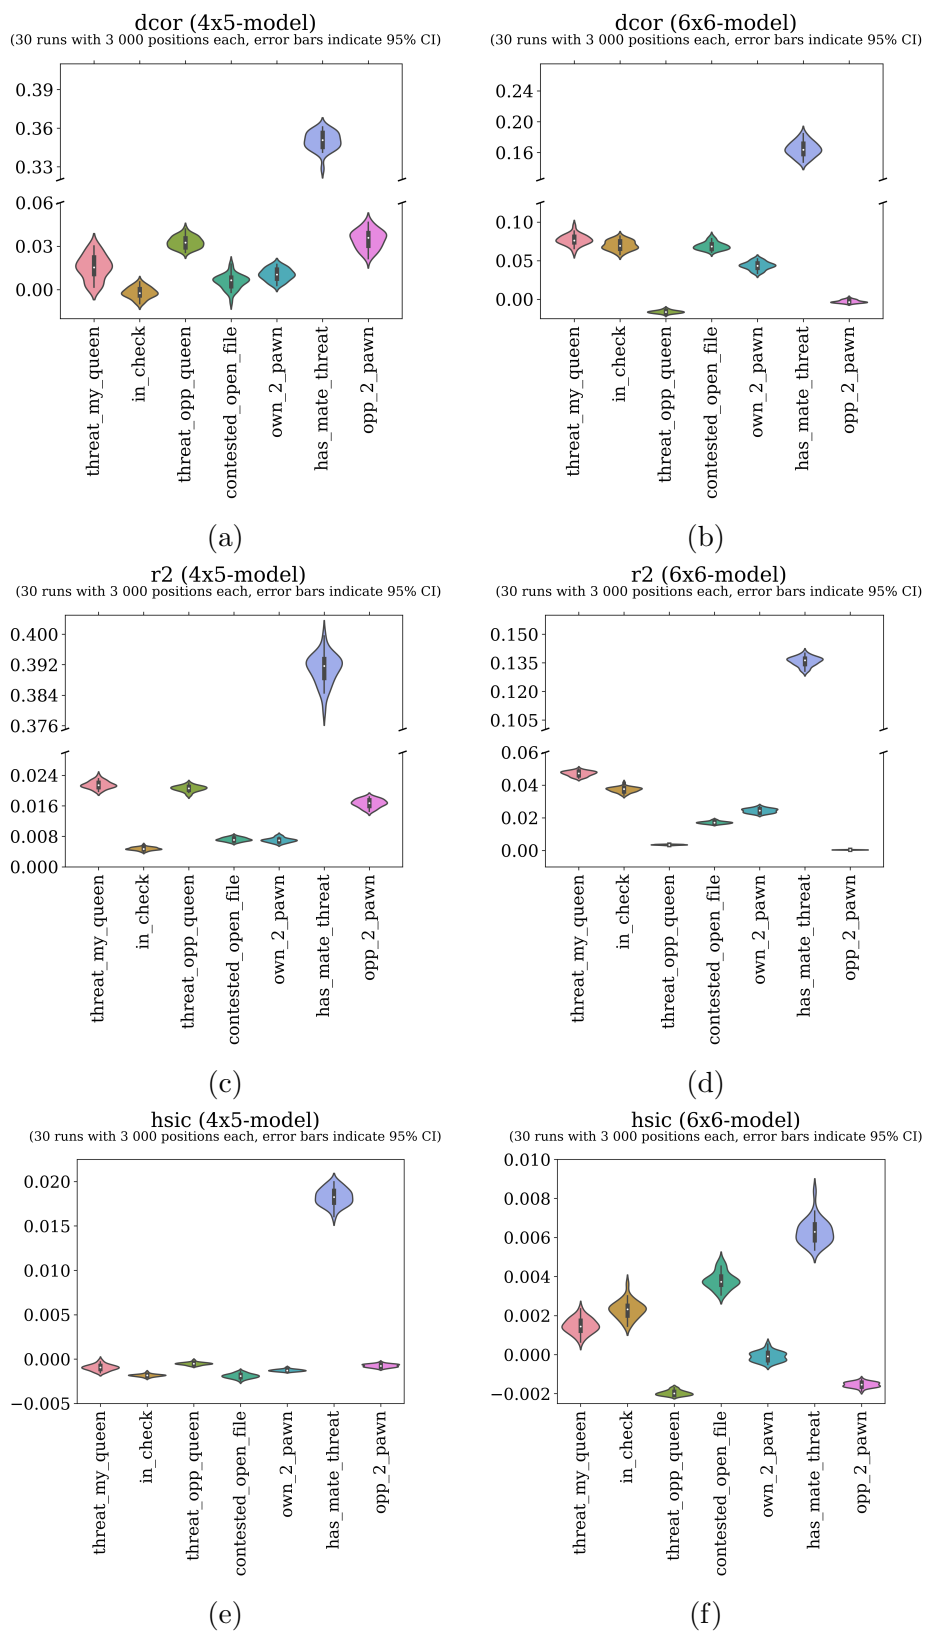 dcor (4x5-model)
(30 runs with 3 000 positions each, error bars indicate 95% CI)
0.39
0.36
0.33
0.06
0.03
0.00
threat_my_queen
in_check
threat_opp_queen
contested_open_file
own_2_pawn
has_mate_threat
opp_2_pawn
(a)
dcor (6x6-model)
(30 runs with 3 000 positions each, error bars indicate 95% CI)
0.24
0.20
0.16
0.10
0.05
0.00
threat_my_queen
in_check
threat_opp_queen
contested_open_file
own_2_pawn
has_mate_threat
opp_2_pawn
(b)
r2 (4x5-model)
(30 runs with 3 000 positions each, error bars indicate 95% CI)
0.400
0.392
0.384
0.376
0.024
0.016
0.008
0.000
threat_my_queen
in_check
threat_opp_queen
contested_open_file
own_2_pawn
has_mate_threat
opp_2_pawn
(c)
r2 (6x6-model)
(30 runs with 3 000 positions each, error bars indicate 95% CI)
0.150
0.135
0.120
0.105
0.06
0.04
0.02
0.00
threat_my_queen
in_check
threat_opp_queen
contested_open_file
own_2_pawn
has_mate_threat
opp_2_pawn
(d)
hsic (4x5-model)
(30 runs with 3 000 positions each, error bars indicate 95% CI)
0.020
0.015
0.010
0.005
0.000
−0.005
threat_my_queen
in_check
threat_opp_queen
contested_open_file
own_2_pawn
has_mate_threat
opp_2_pawn
(e)
hsic (6x6-model)
(30 runs with 3 000 positions each, error bars indicate 95% CI)
0.010
0.008
0.006
0.004
0.002
0.000
−0.002
threat_my_queen
in_check
threat_opp_queen
contested_open_file
own_2_pawn
has_mate_threat
opp_2_pawn
(f)